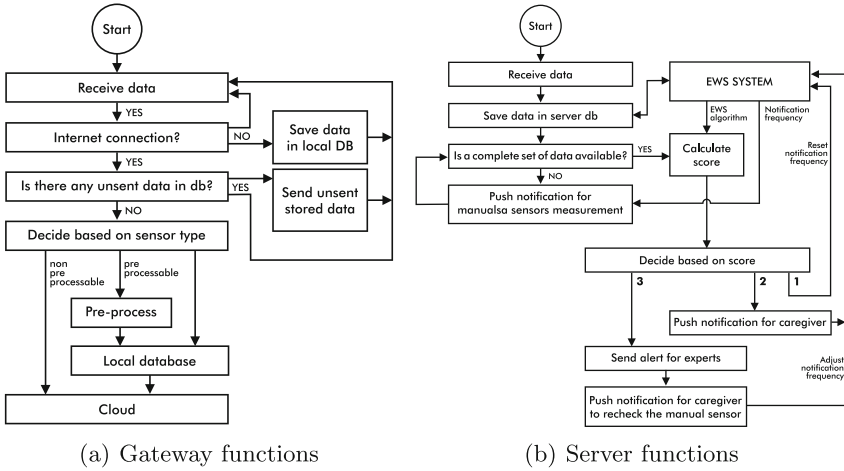 Start
Receive data
YES
Internet connection?
NO
Save data
in local DB
YES
Is there any unsent data in db?
YES
Send unsent
stored data
NO
Decide based on sensor type
non
pre
processable
pre
processable
Pre-process
Local database
Cloud
(a) Gateway functions
Start
Receive data
EWS SYSTEM
Save data in server db
EWS
algorithm
Notification
frequency
Is a complete set of data available?
YES
Calculate
score
Reset
notification
frequency
NO
Push notification for
manualsa sensors measurement
Decide based on score
3
2
1
Push notification for caregiver
Send alert for experts
Adjust
notification
frequency
Push notification for caregiver
to recheck the manual sensor
(b) Server functions